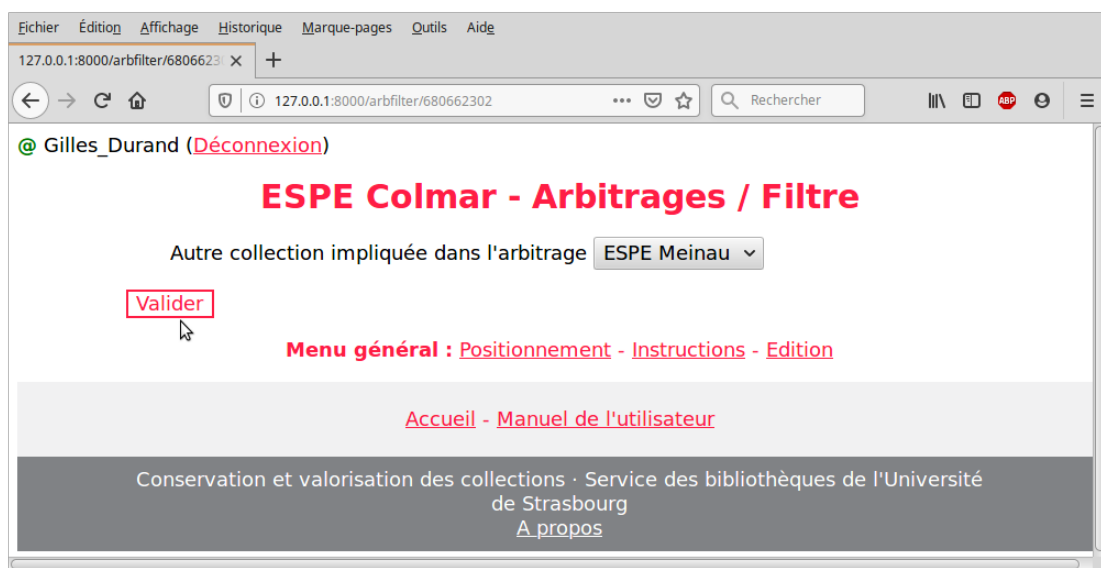 Fichier Édition Affichage Historique Marque-pages Outils Aide
127.0.0.1:8000/arbfilter/6806623
127.0.0.1:8000/arbfilter/680662302
Rechercher
ABP
@ Gilles_Durand (Déconnexion)
ESPE Colmar - Arbitrages / Filtre
Autre collection impliquée dans l'arbitrage ESPE Meinau
Valider
Menu général : Positionnement - Instructions - Edition
Accueil - Manuel de l'utilisateur
Conservation et valorisation des collections · Service des bibliothèques de l'Université
de Strasbourg
A propos